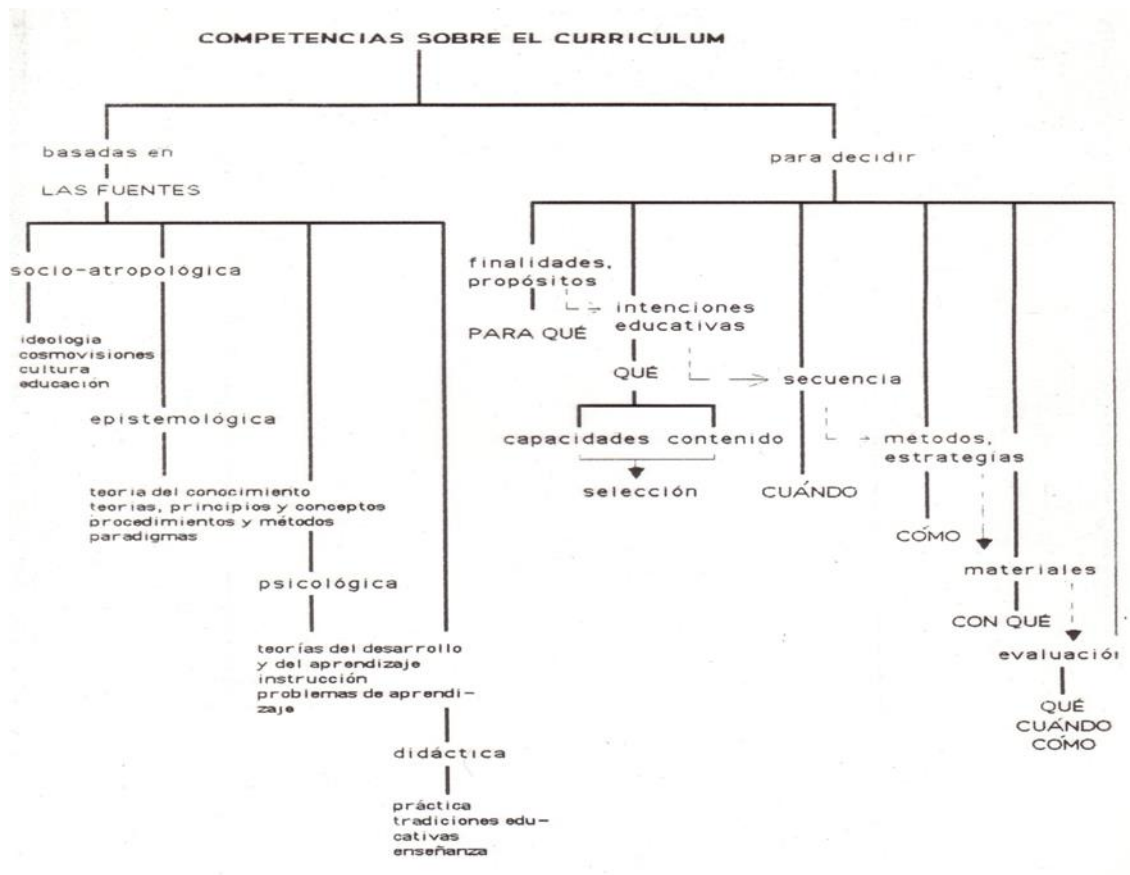 COMPETENCIAS SOBRE EL CURRICULUM
basadas en
LAS FUENTES
socio-atropológica
ideologia
cosmovisiones
cultura
educación
epistemológica
teoria del conocimiento
teorias, principios y conceptos
procedimientos y métodos
paradigmas
psicológica
teorías del desarrollo
y del aprendizaje
instrucción
problemas de aprendi-
zaje
didáctica
práctica
tradiciones edu-
cativas
enseñanza
para decidir
finalidades,
propósitos
PARA QUÉ
intenciones
educativas
QUÉ
capacidades contenido
selección
secuencia
CUÁNDO
metodos,
estrategias
CÓMO
materiales
CON QUÉ
evaluación
QUÉ
CUÁNDO
CÓMO